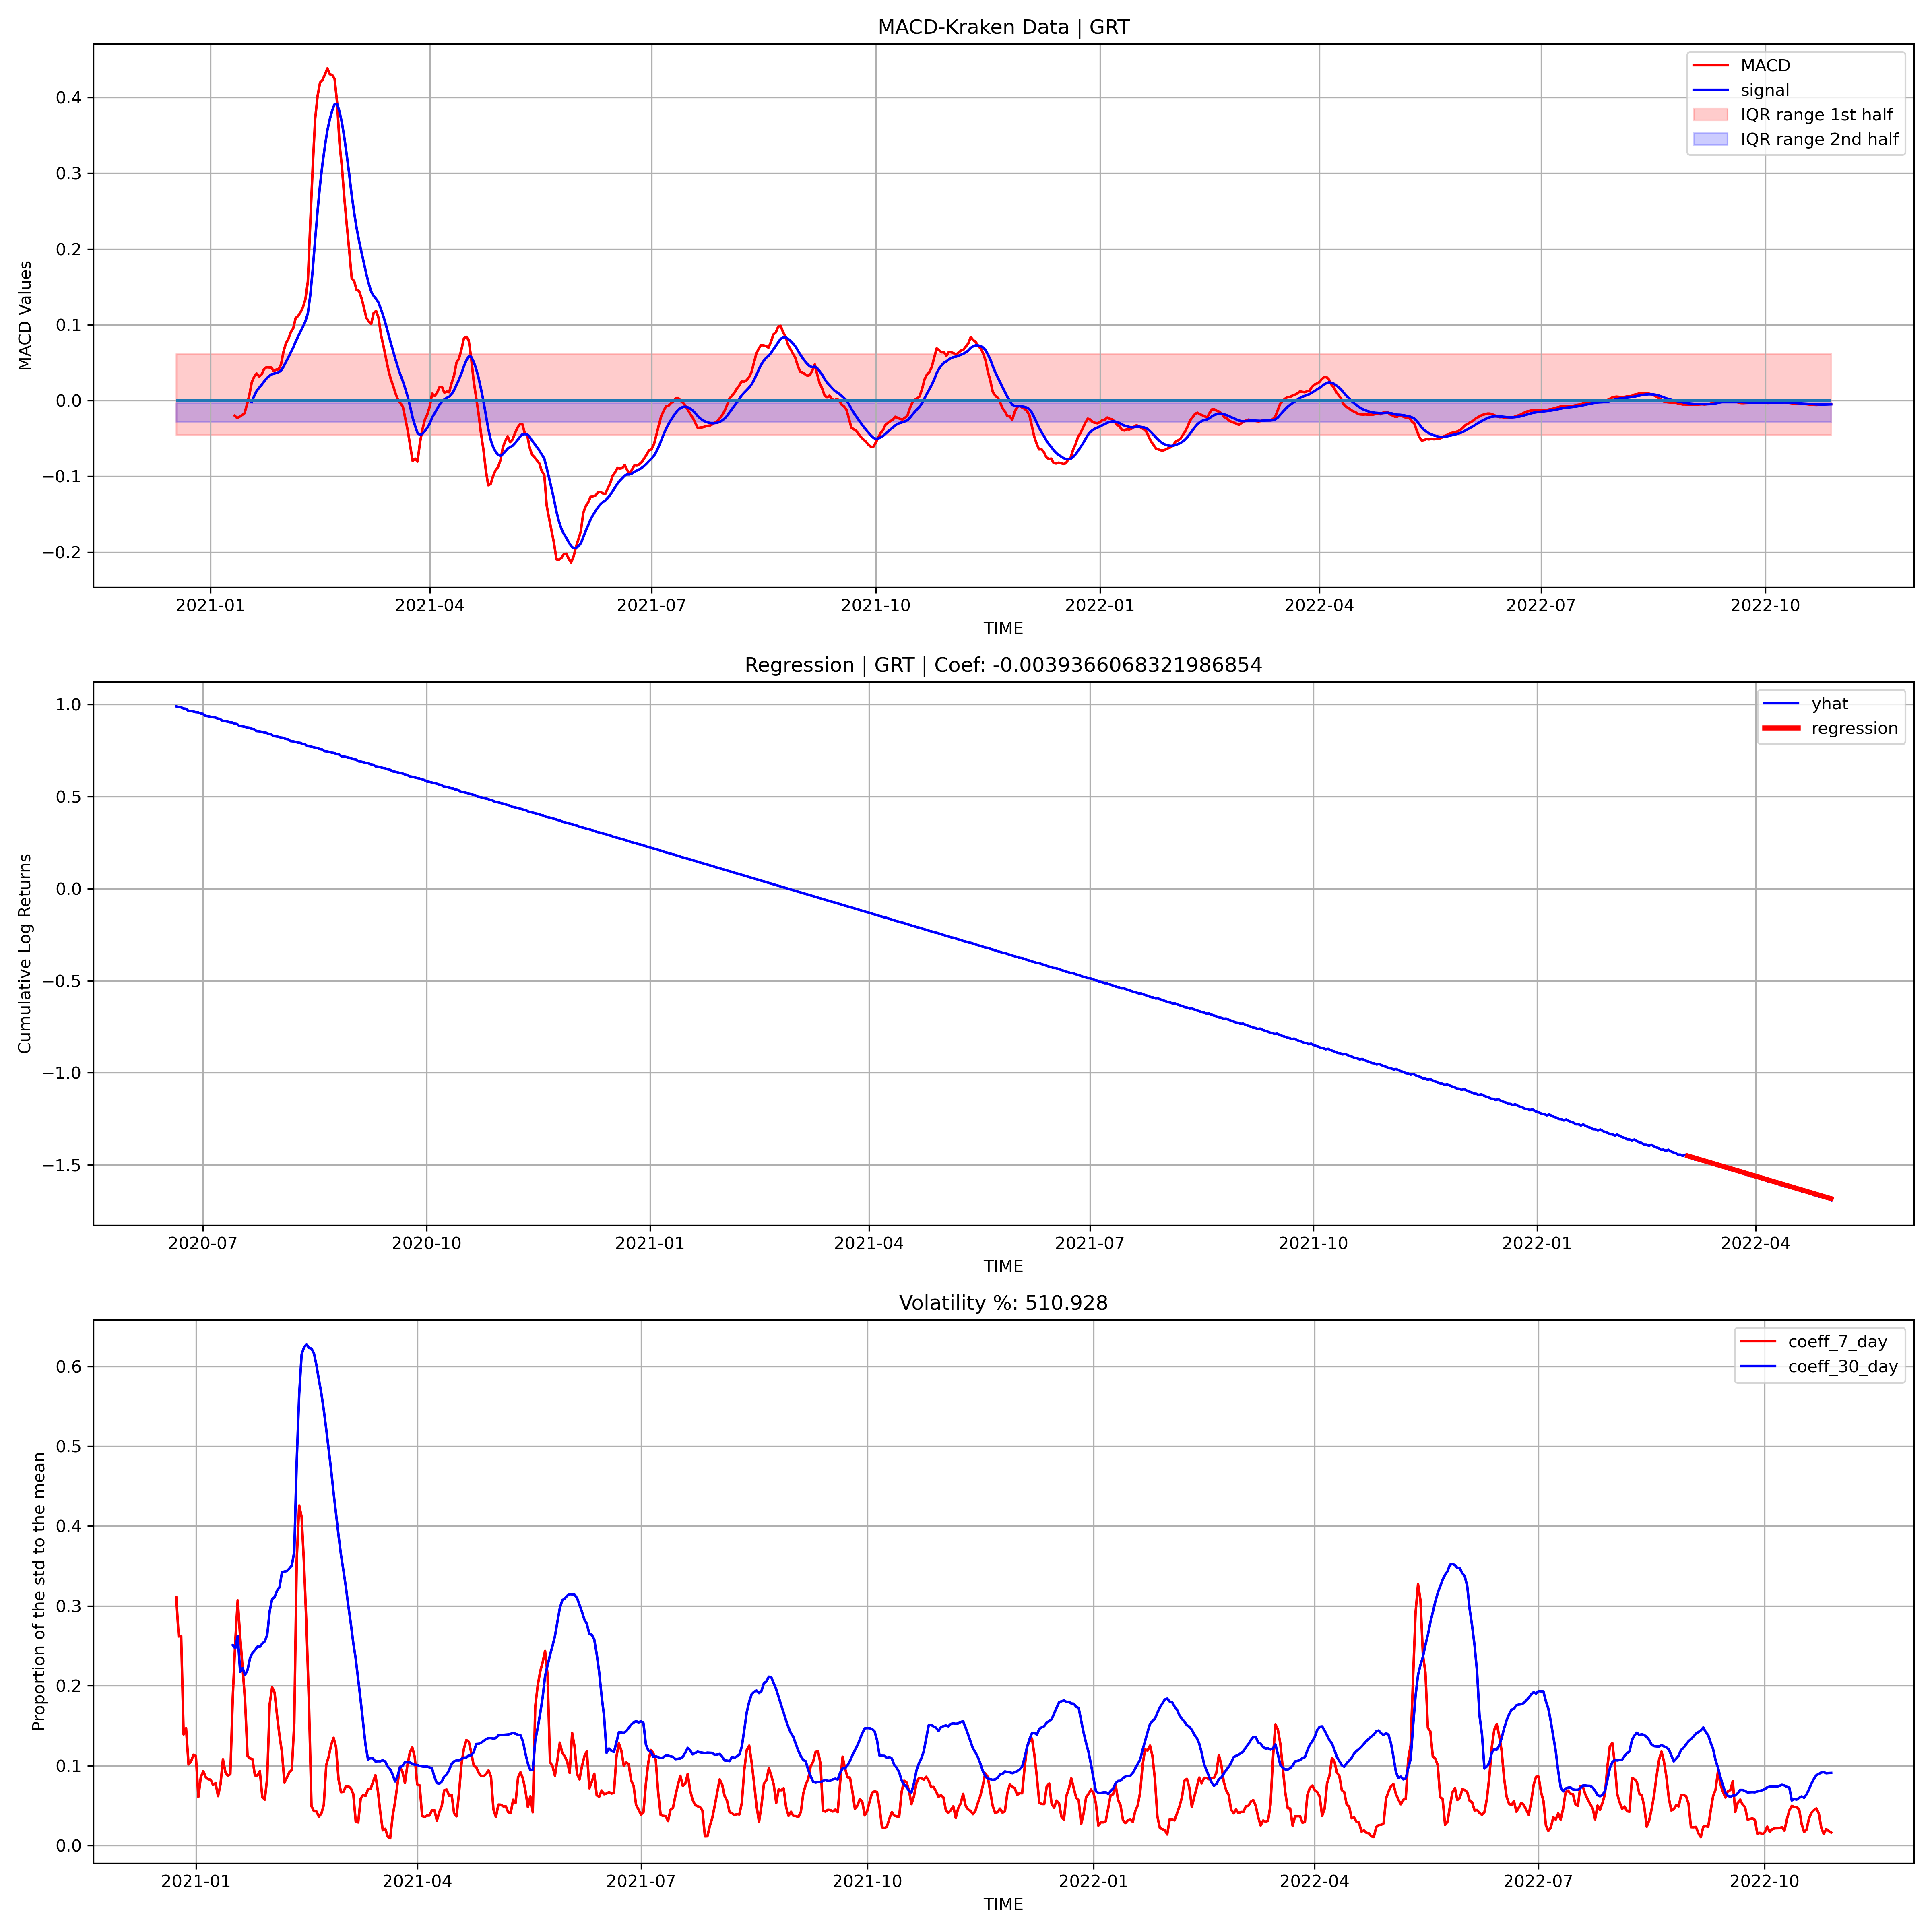 MACD-Kraken Data | GRT
MACD Values
0.4
0.3
0.2
0.1
0.0
−0.1
−0.2
MACD
signal
IQR range 1st half
IQR range 2nd half
2021-01 2021-04 2021-07 2021-10 2022-01 2022-04 2022-07 2022-10
TIME
Regression | GRT | Coef: -0.0039366068321986854
Cumulative Log Returns
1.0
0.5
0.0
−0.5
−1.0
−1.5
yhat
regression
2020-07 2020-10 2021-01 2021-04 2021-07 2021-10 2022-01 2022-04
TIME
Volatility %: 510.928
Proportion of the std to the mean
0.6
0.5
0.4
0.3
0.2
0.1
0.0
coeff_7_day
coeff_30_day
2021-01 2021-04 2021-07 2021-10 2022-01 2022-04 2022-07 2022-10
TIME